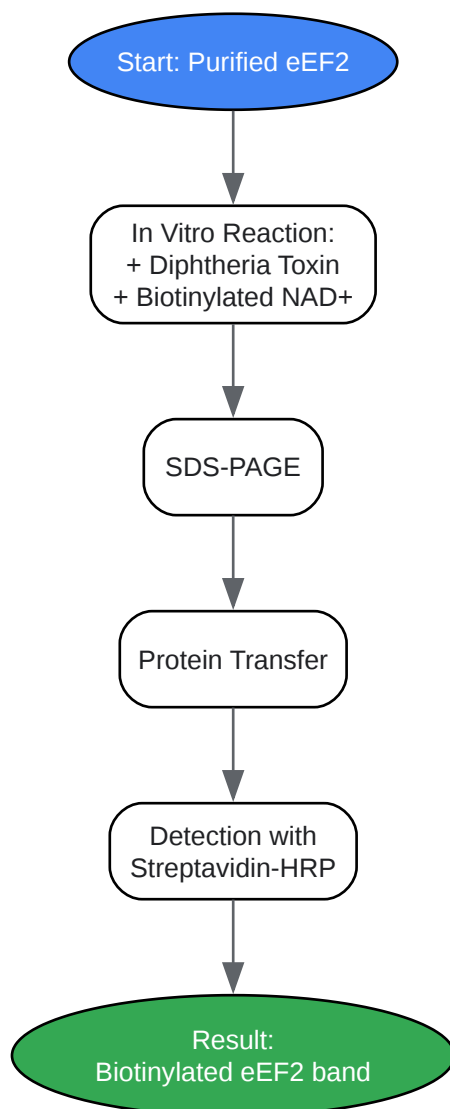 Start: Purified eEF2
In Vitro Reaction:
+ Diphtheria Toxin
+ Biotinylated NAD+
SDS-PAGE
Protein Transfer
Detection with
Streptavidin-HRP
Result:
Biotinylated eEF2 band